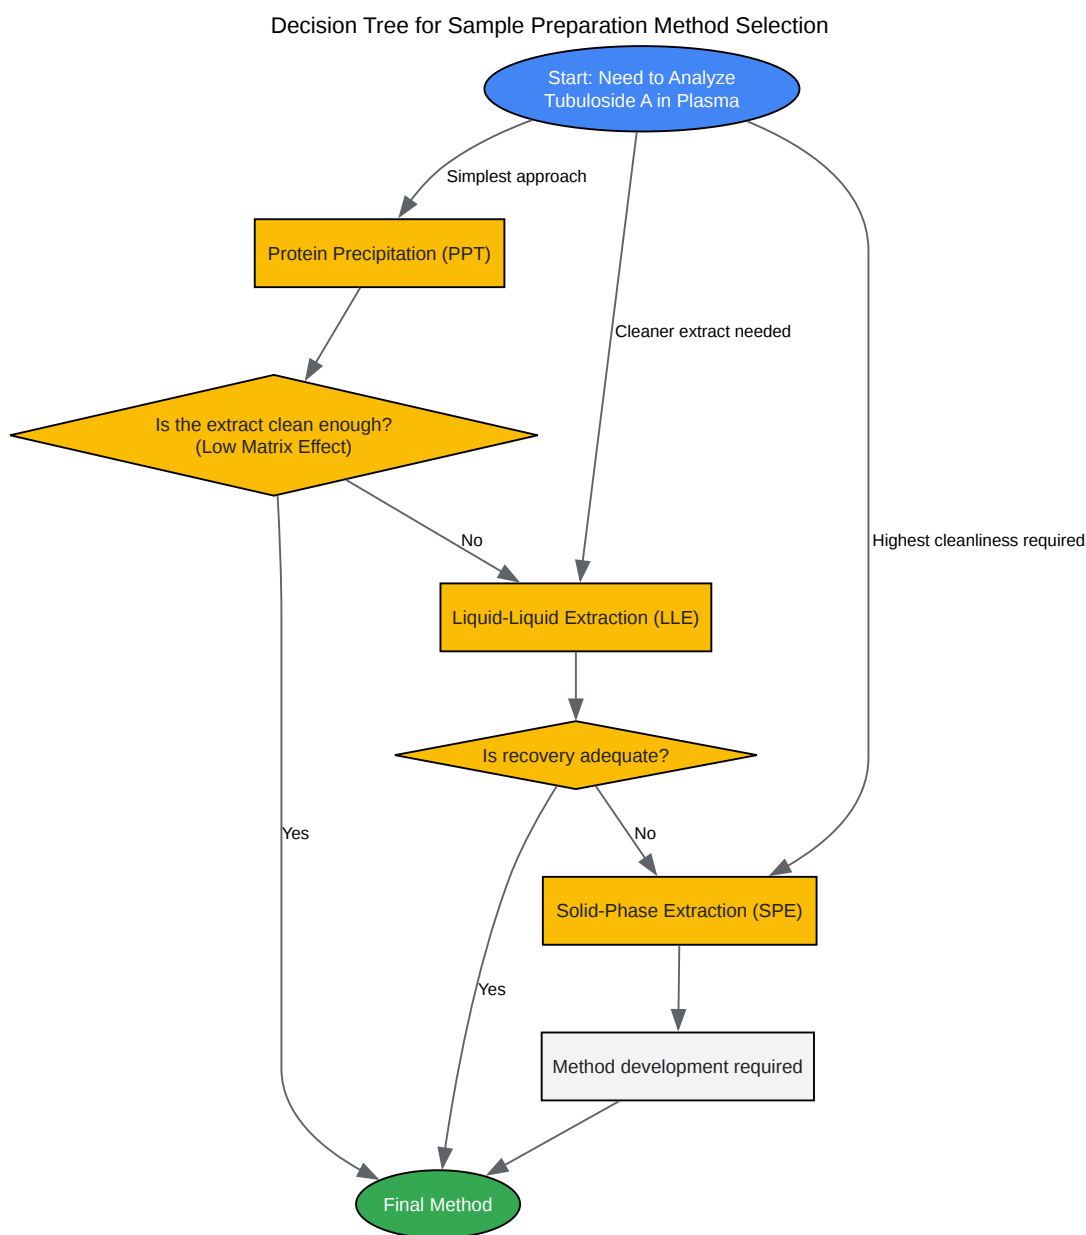 Decision Tree for Sample Preparation Method Selection
Start: Need to Analyze
Tubuloside A in Plasma
Simplest approach
Protein Precipitation (PPT)
Cleaner extract needed
Is the extract clean enough?
(Low Matrix Effect)
No
Highest cleanliness required
Liquid-Liquid Extraction (LLE)
Is recovery adequate?
Yes
No
Solid-Phase Extraction (SPE)
Yes
Method development required
Final Method